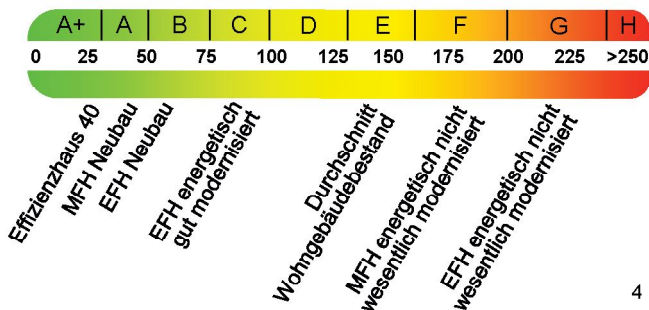 A+ A B C D E F G H
0 25 50 75 100 125 150 175 200 225 >250
Effizienzhaus 40
MFH Neubau
EFH Neubau
EFH energetisch
gut modernisiert
Durchschnitt
Wohngebäudebestand
MFH energetisch nicht
wesentlich modernisiert
EFH energetisch nicht
wesentlich modernisiert
4